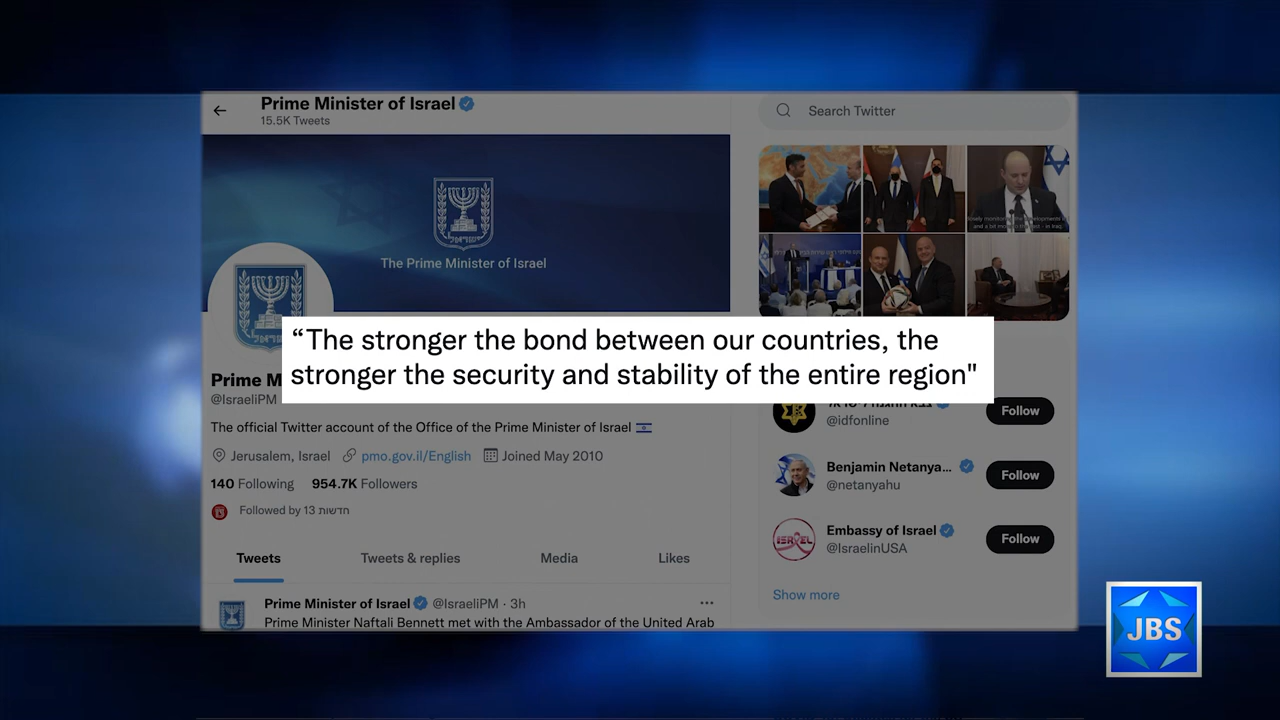 Prime Minister of Israel
15.5K Tweets
Search Twitter
ישראל
The Prime Minister of Israel
“The stronger the bond between our countries, the
stronger the security and stability of the entire region"
Prime M
@IsraeliPM
The official Twitter account of the Office of the Prime Minister of Israel
Jerusalem, Israel
pmo.gov.il/English
Joined May 2010
140 Following
954.7K Followers
Followed by 13 חדשות
Tweets
Tweets & replies
Media
Likes
Prime Minister of Israel @IsraeliPM · 3h
Prime Minister Naftali Bennett met with the Ambassador of the United Arab
@idfonline
Follow
Benjamin Netanya...
@netanyahu
Follow
ISRAEL
Embassy of Israel
@IsraelinUSA
Follow
Show more
JBS